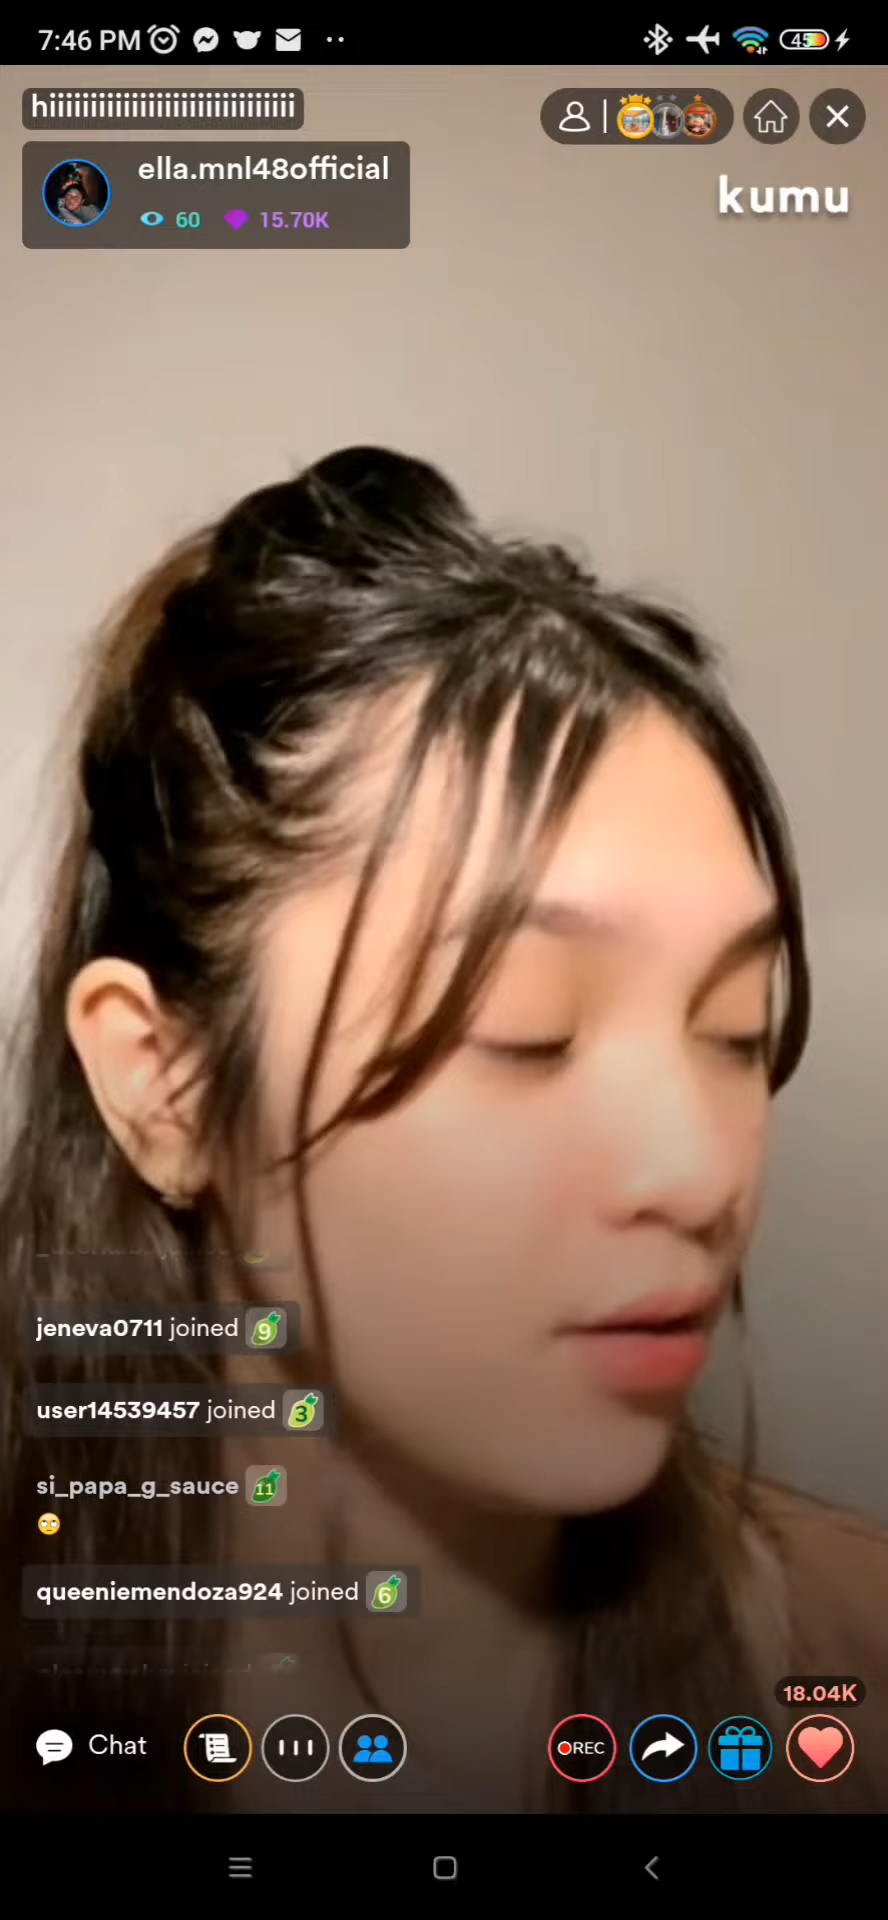 7:46 PM
45
hiiiiiiiiiiiiiiiiiiiiiiiiiiiiii
ella.mnl48official
60 15.70K
kumu
jeneva0711 joined 9
user14539457 joined 3
si_papa_g_sauce 11
queeniemendoza924 joined 6
18.04K
Chat
REC